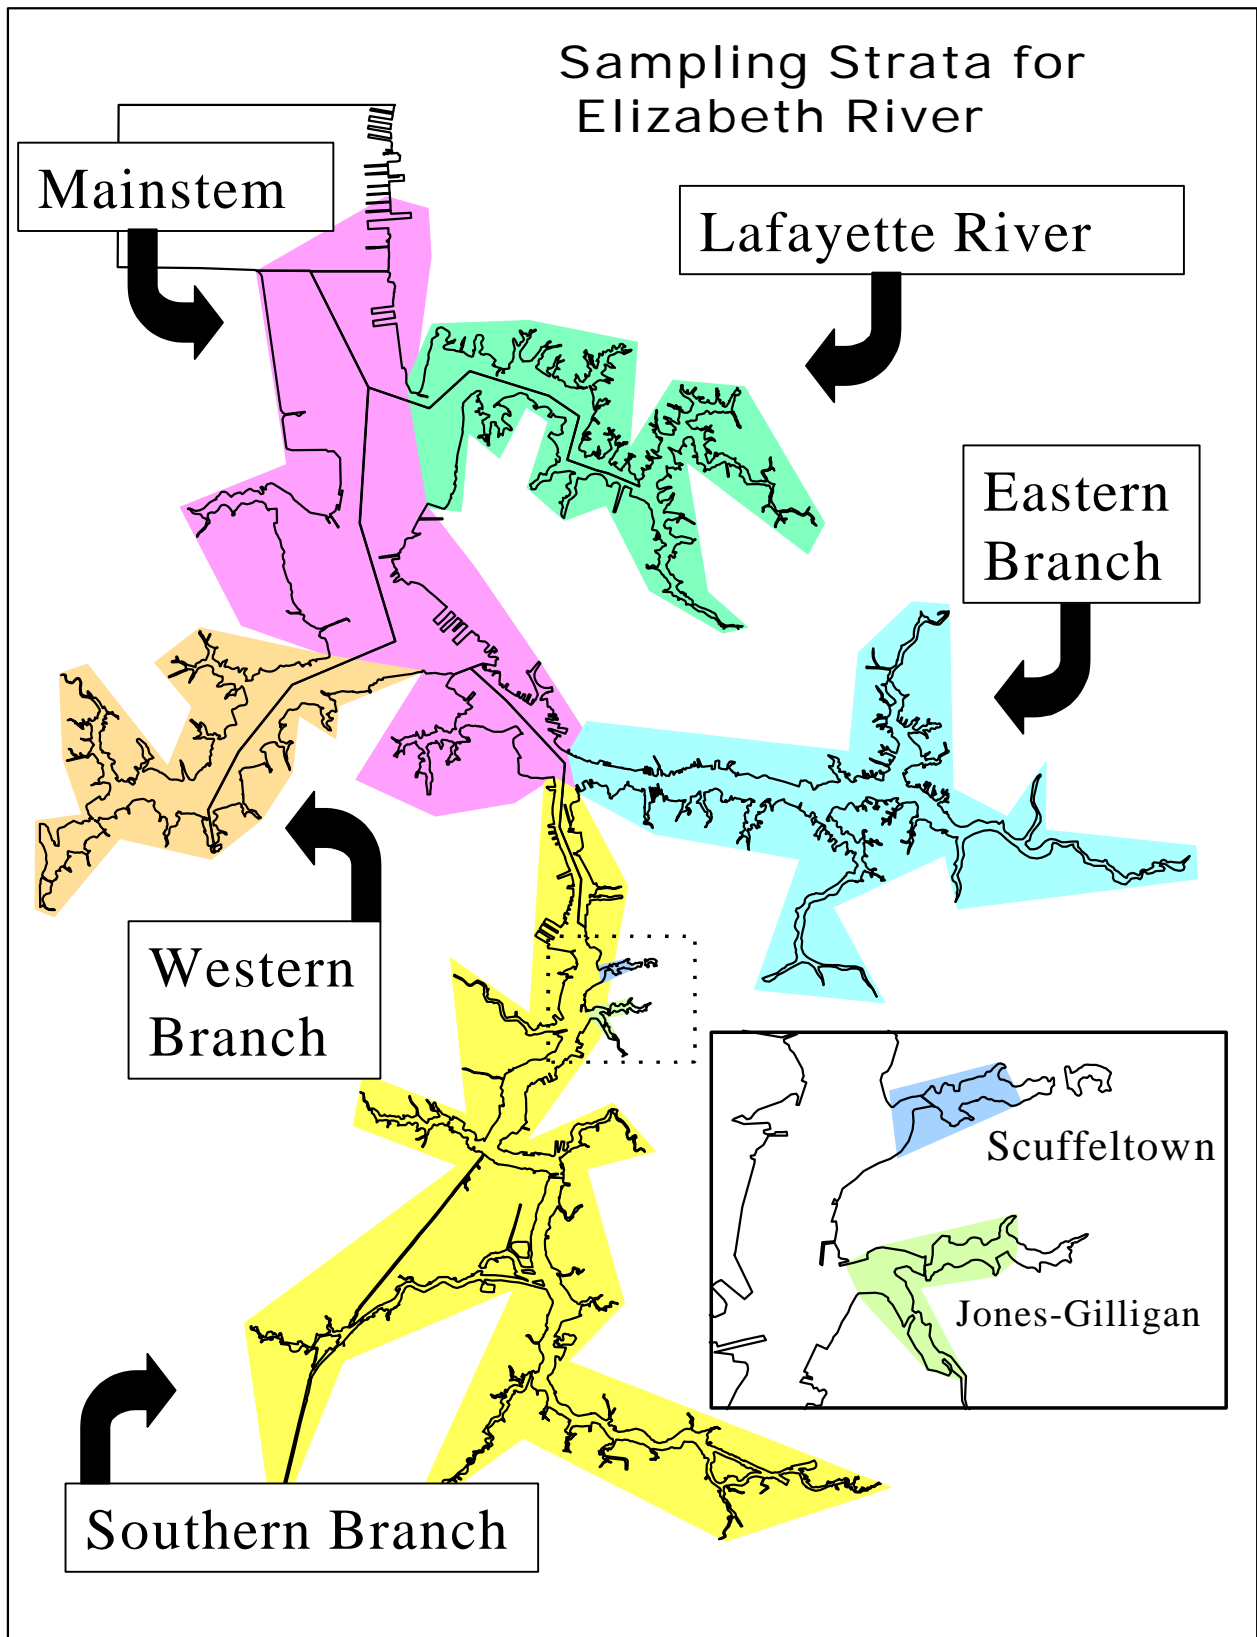 Sampling Strata for
Elizabeth River
Mainstem
Lafayette River
Eastern
Branch
Western
Branch
Scuffeltown
Jones-Gilligan
Southern Branch